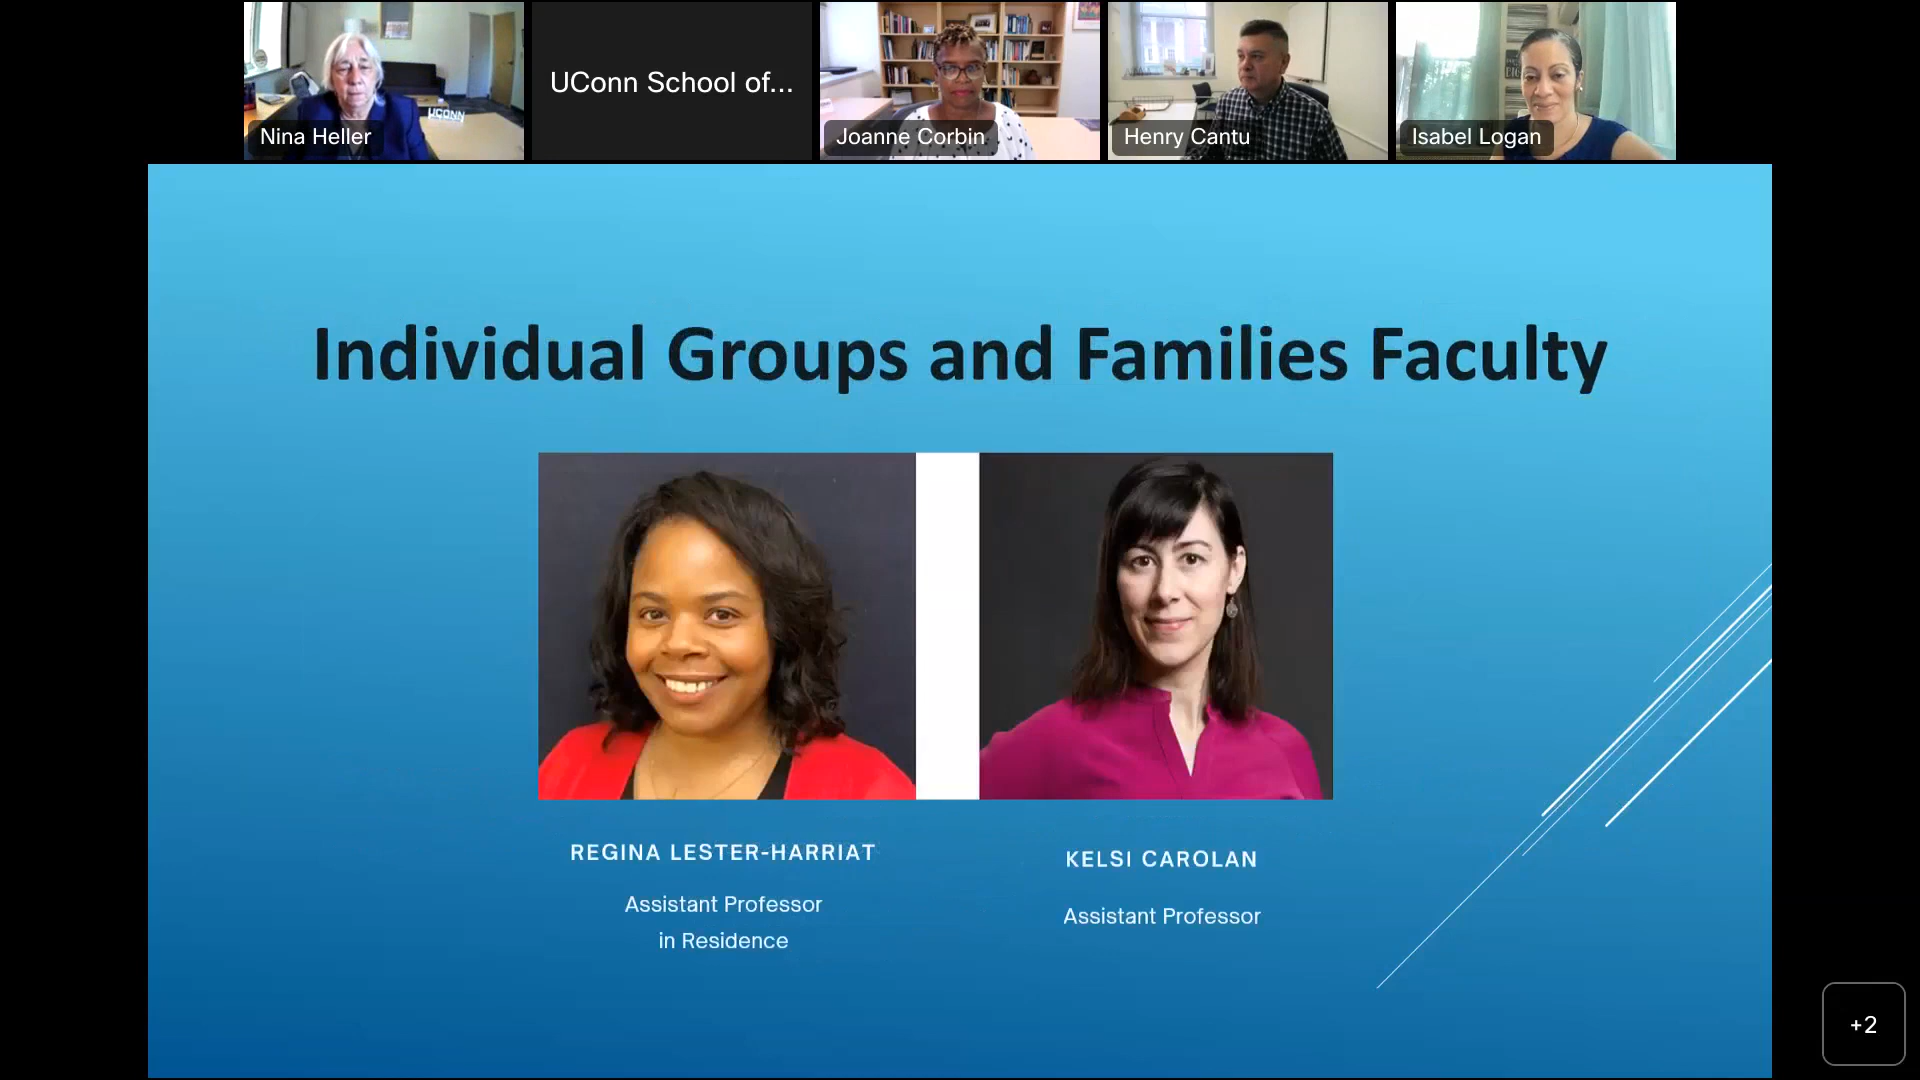 UConn School of...
UCONN
Nina Heller
Joanne Corbin
Henry Cantu
Isabel Logan
Individual Groups and Families Faculty
REGINA LESTER-HARRIAT
Assistant Professor
in Residence
KELSI CAROLAN
Assistant Professor
+2